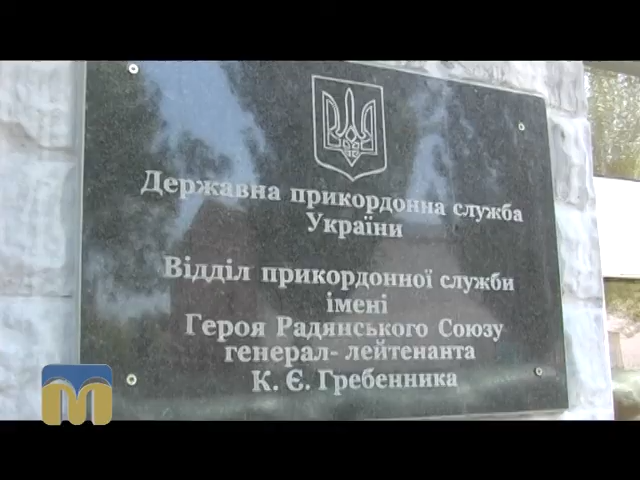 Державна прикордонна служба
України
Відділ прикордонної служби
імені
Героя Радянського Союзу
генерал- лейтенанта
К. Є. Гребенника
m